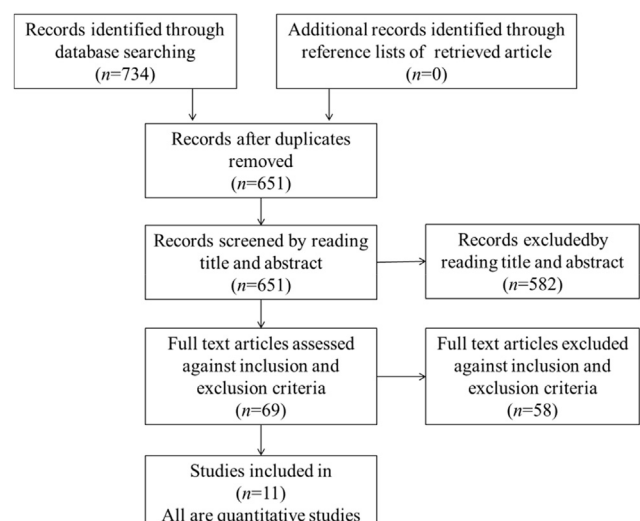 Records identified through
database searching
(n=734)
Additional records identified through
reference lists of retrieved article
(n=0)
Records after duplicates
removed
(n=651)
Records screened by reading
title and abstract
(n=651)
Records excludedby
reading title and abstract
(n=582)
Full text articles assessed
against inclusion and
exclusion criteria
(n=69)
Full text articles excluded
against inclusion and
exclusion criteria
(n=58)
Studies included in
(n=11)
All are quantitative studies